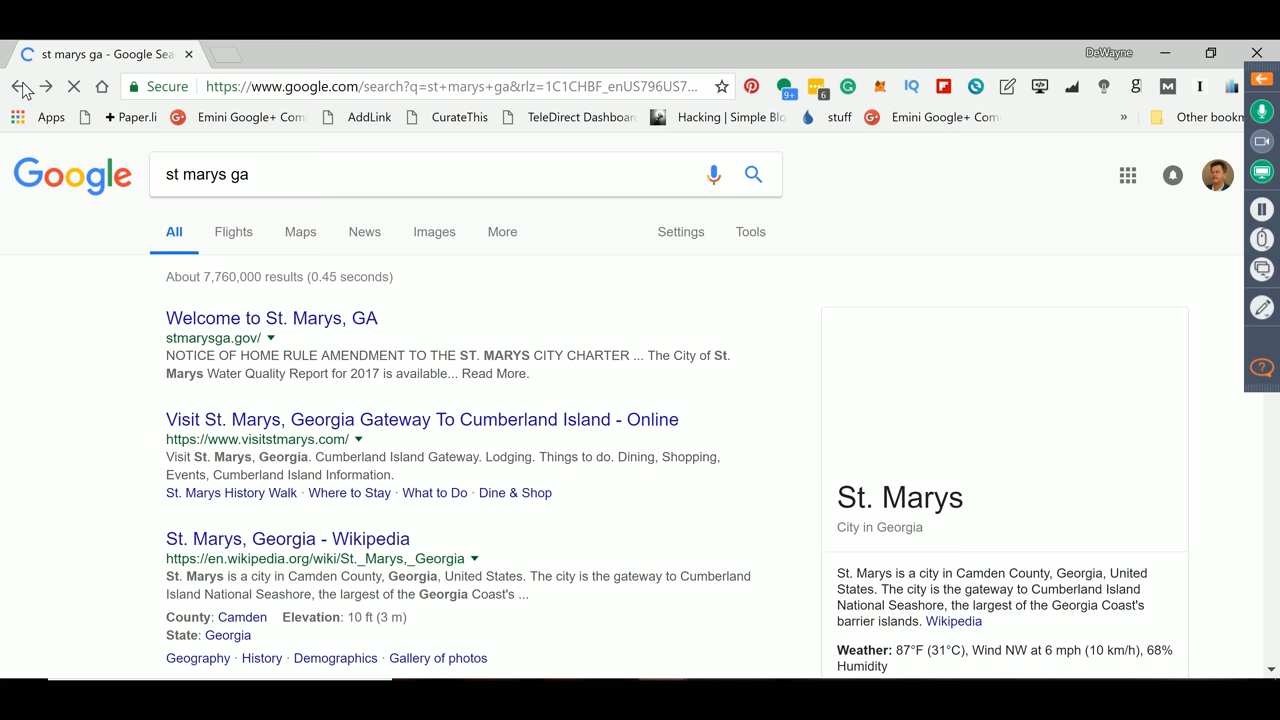 st marys ga - Google Sea
DeWayne
Secure
https://www.google.com/search?q=st+marys+ga&rlz=1C1CHBF_enUS796US7...
9+
6
IQ
g
M
I
Apps
+ Paper.li
Emini Google+ Com
AddLink
CurateThis
TeleDirect Dashboar
Hacking | Simple Blo
stuff
Emini Google+ Com
»
Other bookm
Google
st marys ga
All
Flights
Maps
News
Images
More
Settings
Tools
About 7,760,000 results (0.45 seconds)
Welcome to St. Marys, GA
stmarysga.gov/
NOTICE OF HOME RULE AMENDMENT TO THE ST. MARYS CITY CHARTER ... The City of St.
Marys Water Quality Report for 2017 is available... Read More.
Visit St. Marys, Georgia Gateway To Cumberland Island - Online
https://www.visitstmarys.com/
Visit St. Marys, Georgia. Cumberland Island Gateway. Lodging. Things to do. Dining, Shopping,
Events, Cumberland Island Information.
St. Marys History Walk · Where to Stay · What to Do · Dine & Shop
St. Marys, Georgia - Wikipedia
https://en.wikipedia.org/wiki/St._Marys,_Georgia
St. Marys is a city in Camden County, Georgia, United States. The city is the gateway to Cumberland
Island National Seashore, the largest of the Georgia Coast's ...
County: Camden Elevation: 10 ft (3 m)
State: Georgia
Geography · History · Demographics · Gallery of photos
St. Marys
City in Georgia
St. Marys is a city in Camden County, Georgia, United
States. The city is the gateway to Cumberland Island
National Seashore, the largest of the Georgia Coast's
barrier islands. Wikipedia
Weather: 87°F (31°C), Wind NW at 6 mph (10 km/h), 68%
Humidity